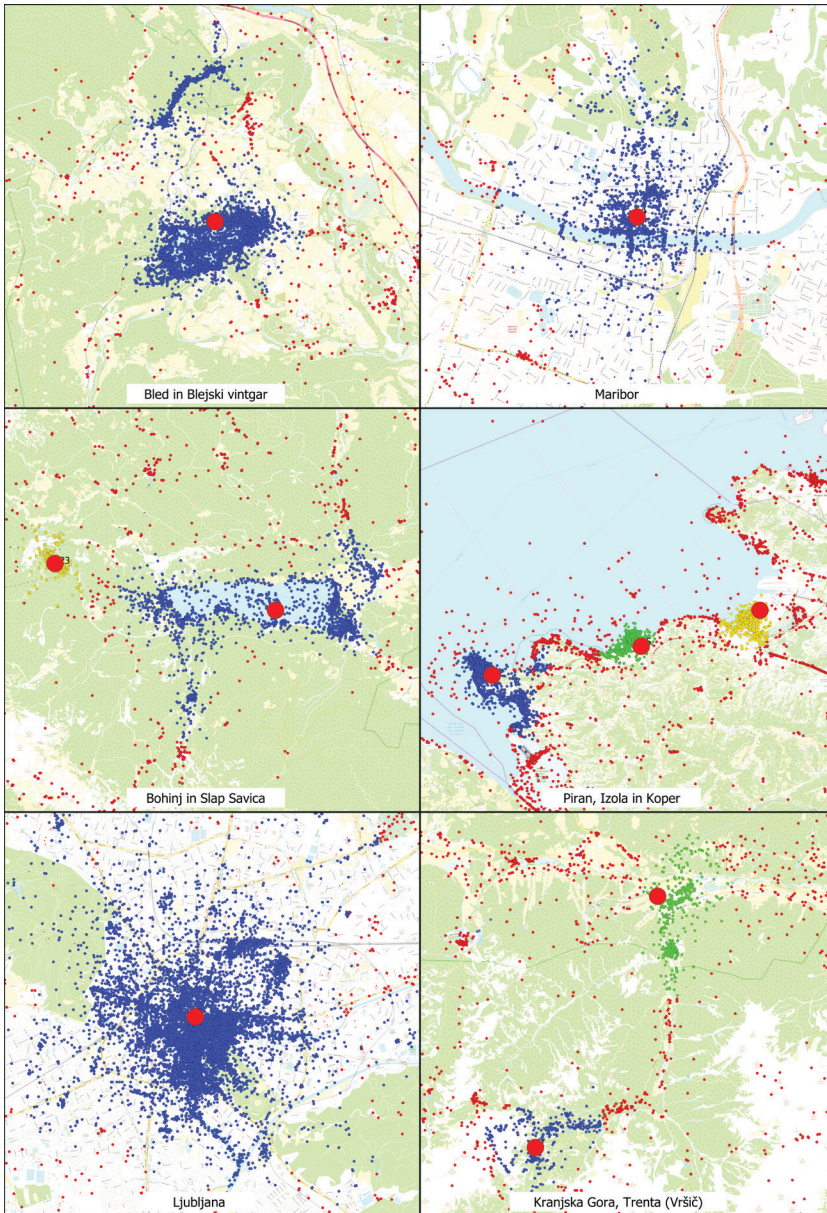 Bled in Blejski vintgar
Maribor
Bohinj in Slap Savica
Piran, Izola in Koper
Ljubljana
Kranjska Gora, Trenta (Vršič)